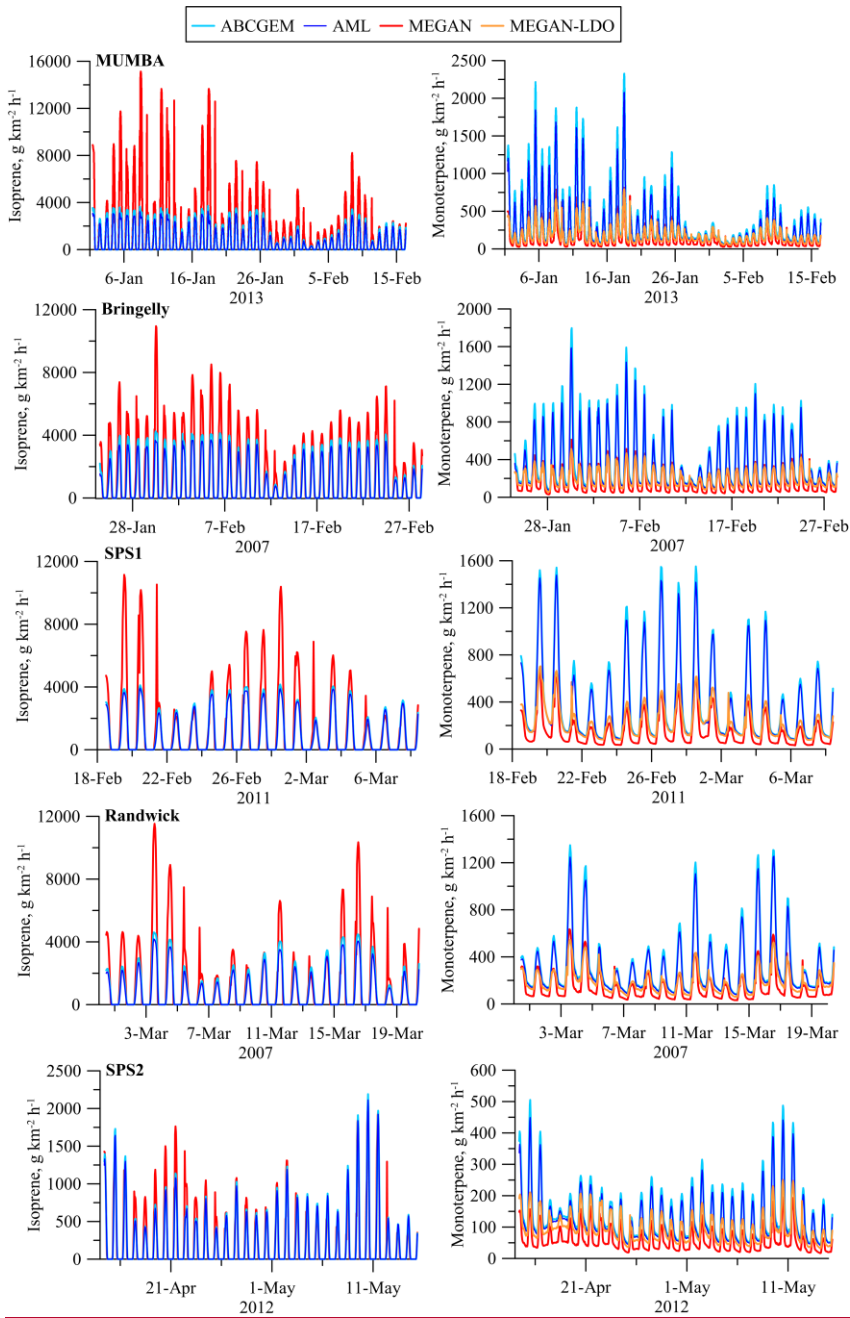 ABCGEM AML MEGAN MEGAN-LDO
MUMBA
Isoprene, g km⁻² h⁻¹
16000
12000
8000
4000
0
6-Jan 16-Jan 26-Jan 5-Feb 15-Feb
2013
Monoterpene, g km⁻² h⁻¹
2500
2000
1500
1000
500
0
6-Jan 16-Jan 26-Jan 5-Feb 15-Feb
2013
Bringelly
Isoprene, g km⁻² h⁻¹
12000
8000
4000
0
28-Jan 7-Feb 17-Feb 27-Feb
2007
Monoterpene, g km⁻² h⁻¹
2000
1600
1200
800
400
0
28-Jan 7-Feb 17-Feb 27-Feb
2007
SPS1
Isoprene, g km⁻² h⁻¹
12000
8000
4000
0
18-Feb 22-Feb 26-Feb 2-Mar 6-Mar
2011
Monoterpene, g km⁻² h⁻¹
1600
1200
800
400
0
18-Feb 22-Feb 26-Feb 2-Mar 6-Mar
2011
Randwick
Isoprene, g km⁻² h⁻¹
12000
8000
4000
0
3-Mar 7-Mar 11-Mar 15-Mar 19-Mar
2007
Monoterpene, g km⁻² h⁻¹
1600
1200
800
400
0
3-Mar 7-Mar 11-Mar 15-Mar 19-Mar
2007
SPS2
Isoprene, g km⁻² h⁻¹
2500
2000
1500
1000
500
0
21-Apr 1-May 11-May
2012
Monoterpene, g km⁻² h⁻¹
600
500
400
300
200
100
0
21-Apr 1-May 11-May
2012